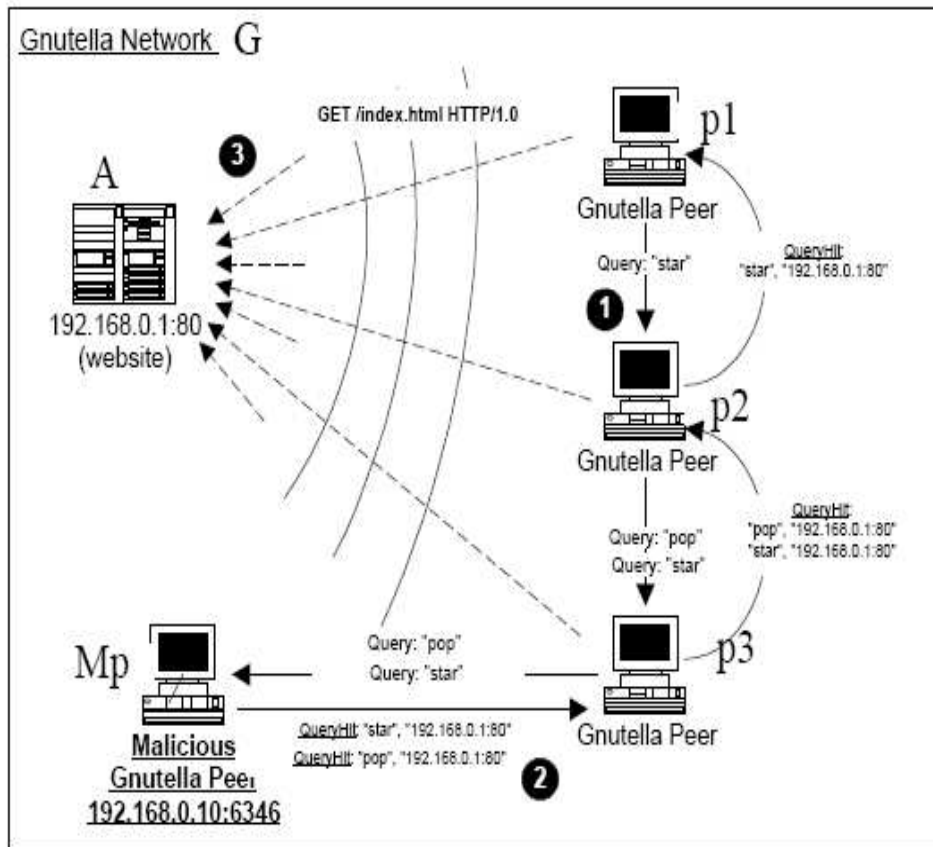 Gnutella Network G
GET /index.html HTTP/1.0
p1
3
A
Gnutella Peer
Query: "star"
QueryHit:
"star", "192.168.0.1:80"
1
192.168.0.1:80
(website)
p2
Gnutella Peer
QueryHit:
"pop", "192.168.0.1:80"
"star", "192.168.0.1:80"
Query: "pop"
Query: "star"
Query: "pop"
Query: "star"
Mp
p3
Gnutella Peer
QueryHit: "star", "192.168.0.1:80"
QueryHit: "pop", "192.168.0.1:80"
2
Malicious
Gnutella Peer
192.168.0.10:6346